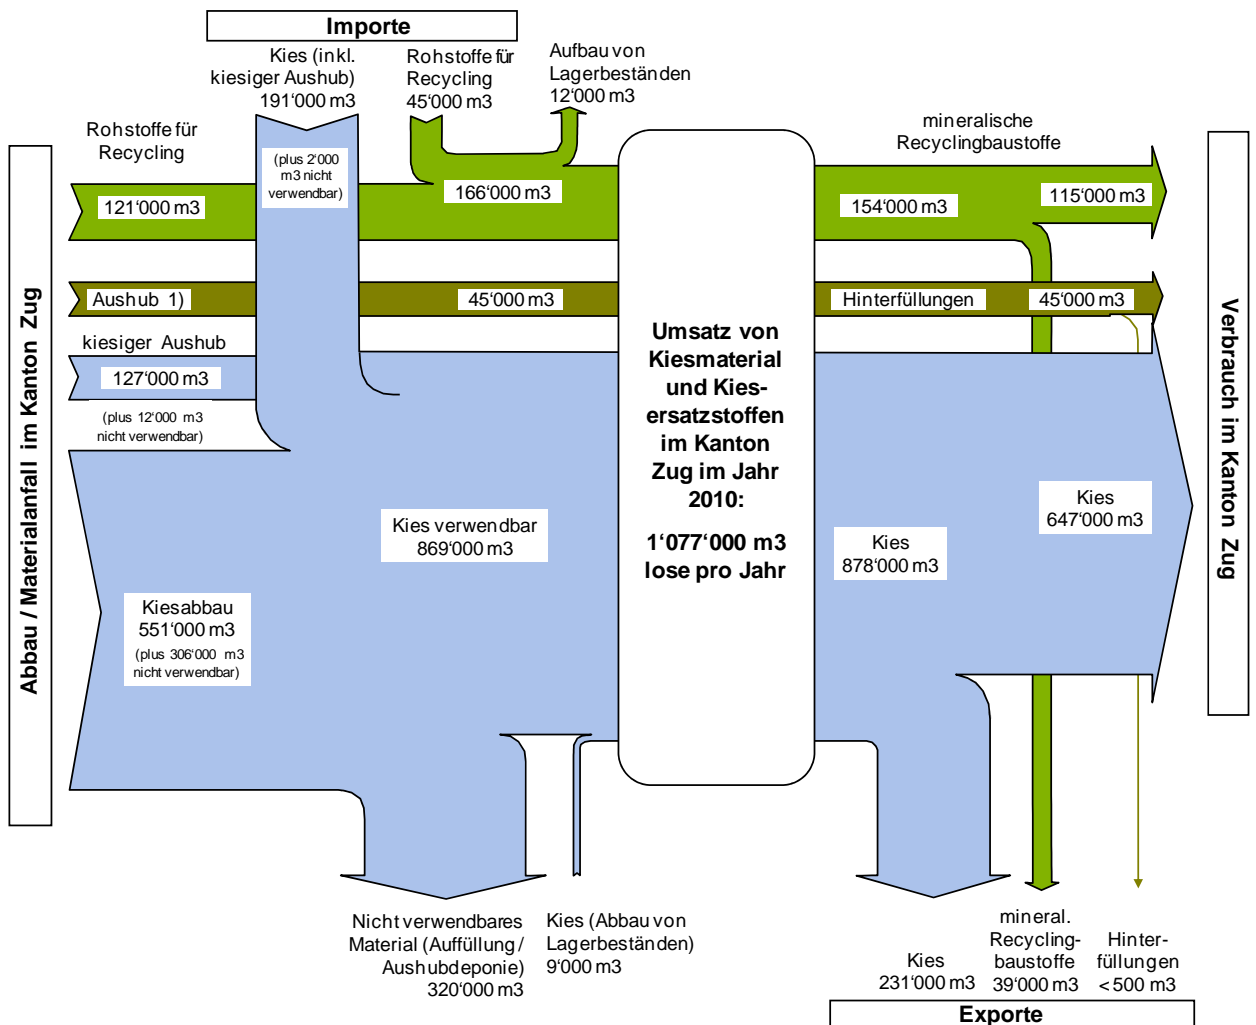 Importe
Kies (inkl.
kiesiger Aushub)
191‘000 m3
Rohstoffe für
Recycling
45‘000 m3
Aufbau von
Lagerbeständen
12‘000 m3
Rohstoffe für
Recycling
mineralische
Recyclingbaustoffe
(plus 2‘000
m3 nicht
verwendbar)
121‘000 m3
166‘000 m3
154‘000 m3
115‘000 m3
Aushub 1)
45‘000 m3
Hinterfüllungen
45‘000 m3
kiesiger Aushub
127‘000 m3
(plus 12‘000 m3
nicht verwendbar)
Abbau / Materialanfall im Kanton Zug
Umsatz von
Kiesmaterial
und Kies-
ersatzstoffen
im Kanton
Zug im Jahr
2010:
1‘077‘000 m3
lose pro Jahr
Verbrauch im Kanton Zug
Kies verwendbar
869‘000 m3
Kies
878‘000 m3
Kies
647‘000 m3
Kiesabbau
551‘000 m3
(plus 306‘000 m3
nicht verwendbar)
Nicht verwendbares
Material (Auffüllung /
Aushubdeponie)
320‘000 m3
Kies (Abbau von
Lagerbeständen)
9‘000 m3
Kies
231‘000 m3
mineral.
Recycling-
baustoffe
39‘000 m3
Hinter-
füllungen
< 500 m3
Exporte